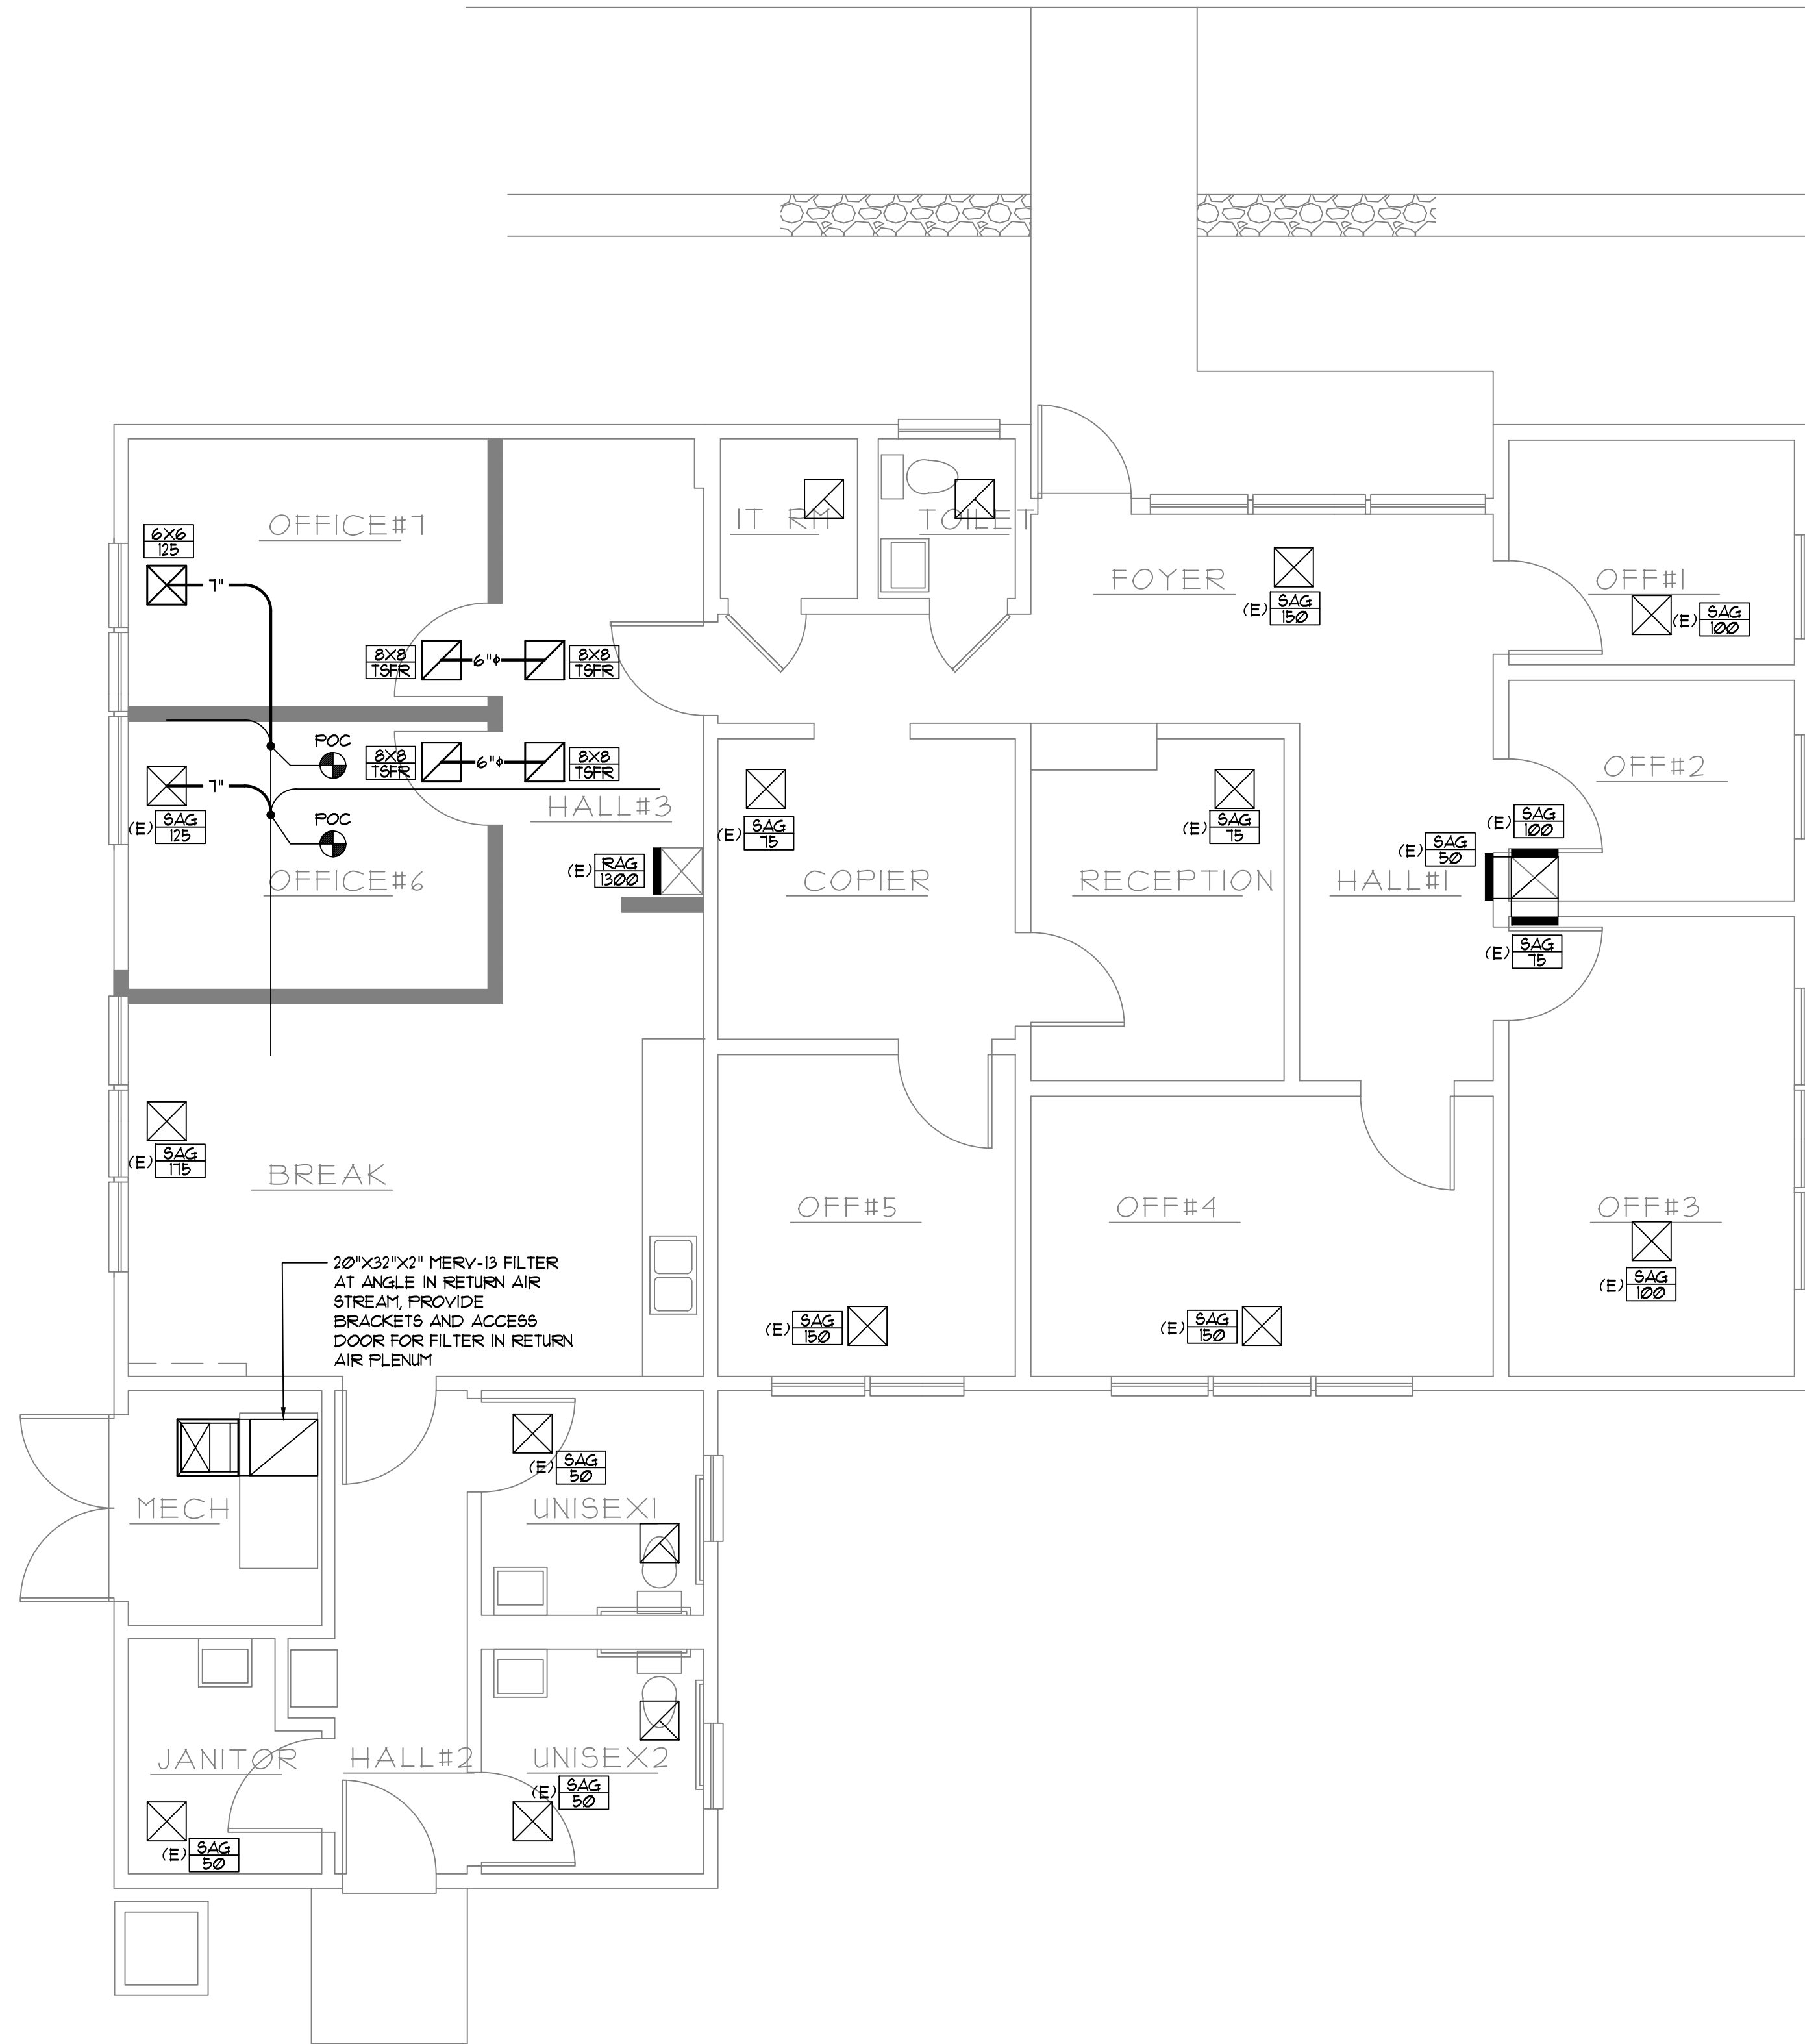 OFFICE#7
6X6
125
7"
IT RM
TOILET
FOYER
OFF#1
(E) SAG
150
(E) SAG
100
8X8
TSFR
6"ϕ
8X8
TSFR
POC
8X8
TSFR
6"ϕ
8X8
TSFR
OFF#2
7"
HALL#3
(E) SAG
125
POC
(E) SAG
75
(E) SAG
75
(E) SAG
100
(E) SAG
50
OFFICE#6
(E) RAG
1300
COPIER
RECEPTION
HALL#1
(E) SAG
75
(E) SAG
175
BREAK
OFF#5
OFF#4
OFF#3
20"X32"X2" MERV-13 FILTER
AT ANGLE IN RETURN AIR
STREAM, PROVIDE
BRACKETS AND ACCESS
DOOR FOR FILTER IN RETURN
AIR PLENUM
(E) SAG
150
(E) SAG
150
(E) SAG
100
(E) SAG
50
MECH
UNISEX1
JANITOR
HALL#2
UNISEX2
(E) SAG
50
(E) SAG
50